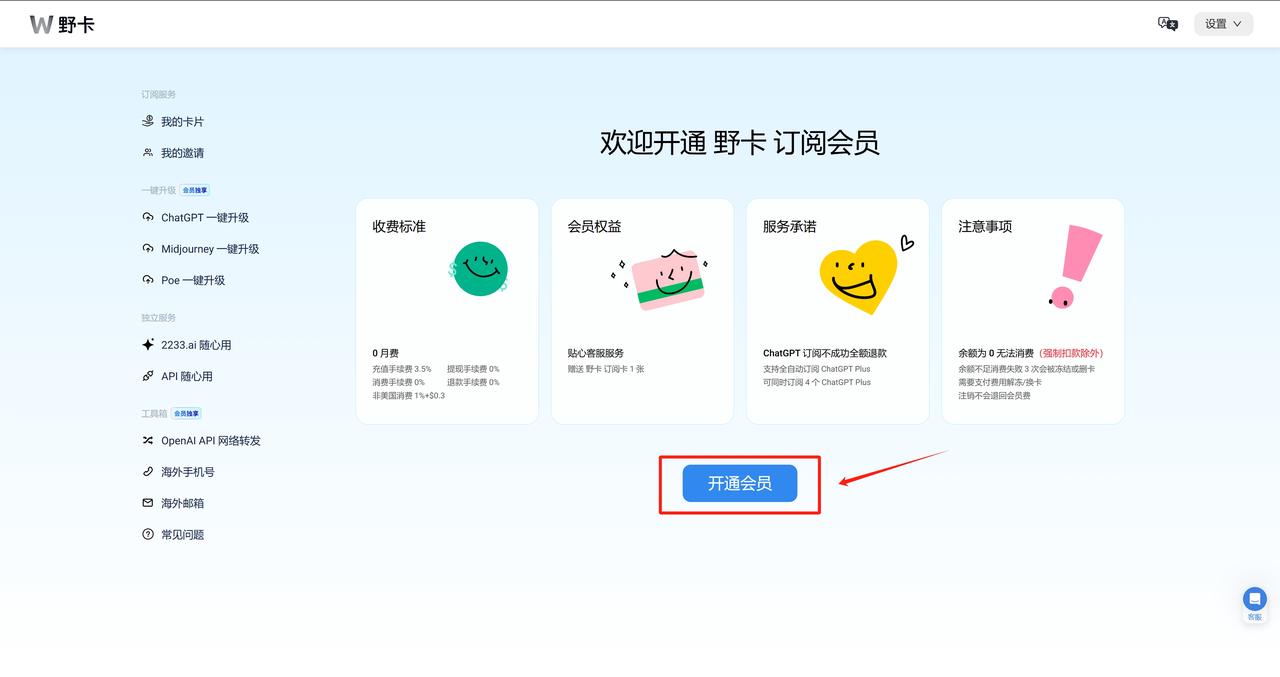 W 野卡
设置
订阅服务
我的卡片
我的邀请
一键升级 会员独享
ChatGPT 一键升级
Midjourney 一键升级
Poe 一键升级
独立服务
2233.ai 随心用
API 随心用
工具箱 会员独享
OpenAI API 网络转发
海外手机号
海外邮箱
常见问题
欢迎开通 野卡 订阅会员
收费标准
0 月费
充值手续费 3.5% 提现手续费 0%
消费手续费 0% 退款手续费 0%
非美国消费 1%+$0.3
会员权益
贴心客服服务
赠送 野卡 订阅卡 1 张
服务承诺
ChatGPT 订阅不成功全额退款
支持全自动订阅 ChatGPT Plus
可同时订阅 4 个 ChatGPT Plus
注意事项
余额为 0 无法消费（强制扣款除外）
余额不足消费失败 3 次会被冻结或删卡
需要支付费用解冻/换卡
注销不会退回会员费
开通会员
客服